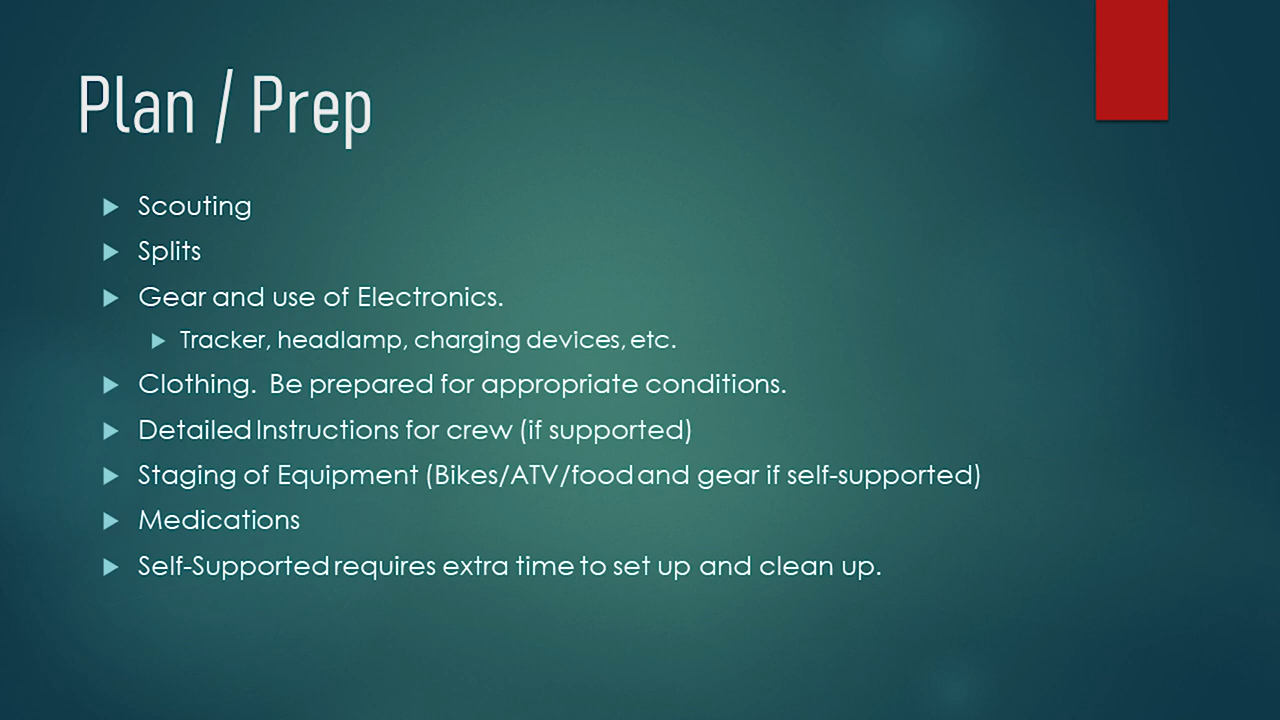 Plan / Prep
Scouting
Splits
Gear and use of Electronics.
Tracker, headlamp, charging devices, etc.
Clothing.  Be prepared for appropriate conditions.
Detailed Instructions for crew (if supported)
Staging of Equipment (Bikes/ATV/food and gear if self-supported)
Medications
Self-Supported requires extra time to set up and clean up.